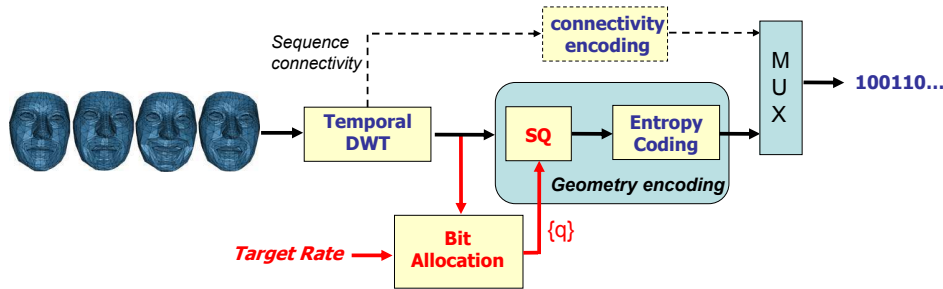 connectivity
encoding
Sequence
connectivity
M
U
X
100110...
Temporal
DWT
SQ
Entropy
Coding
Geometry encoding
{q}
Target Rate
Bit
Allocation